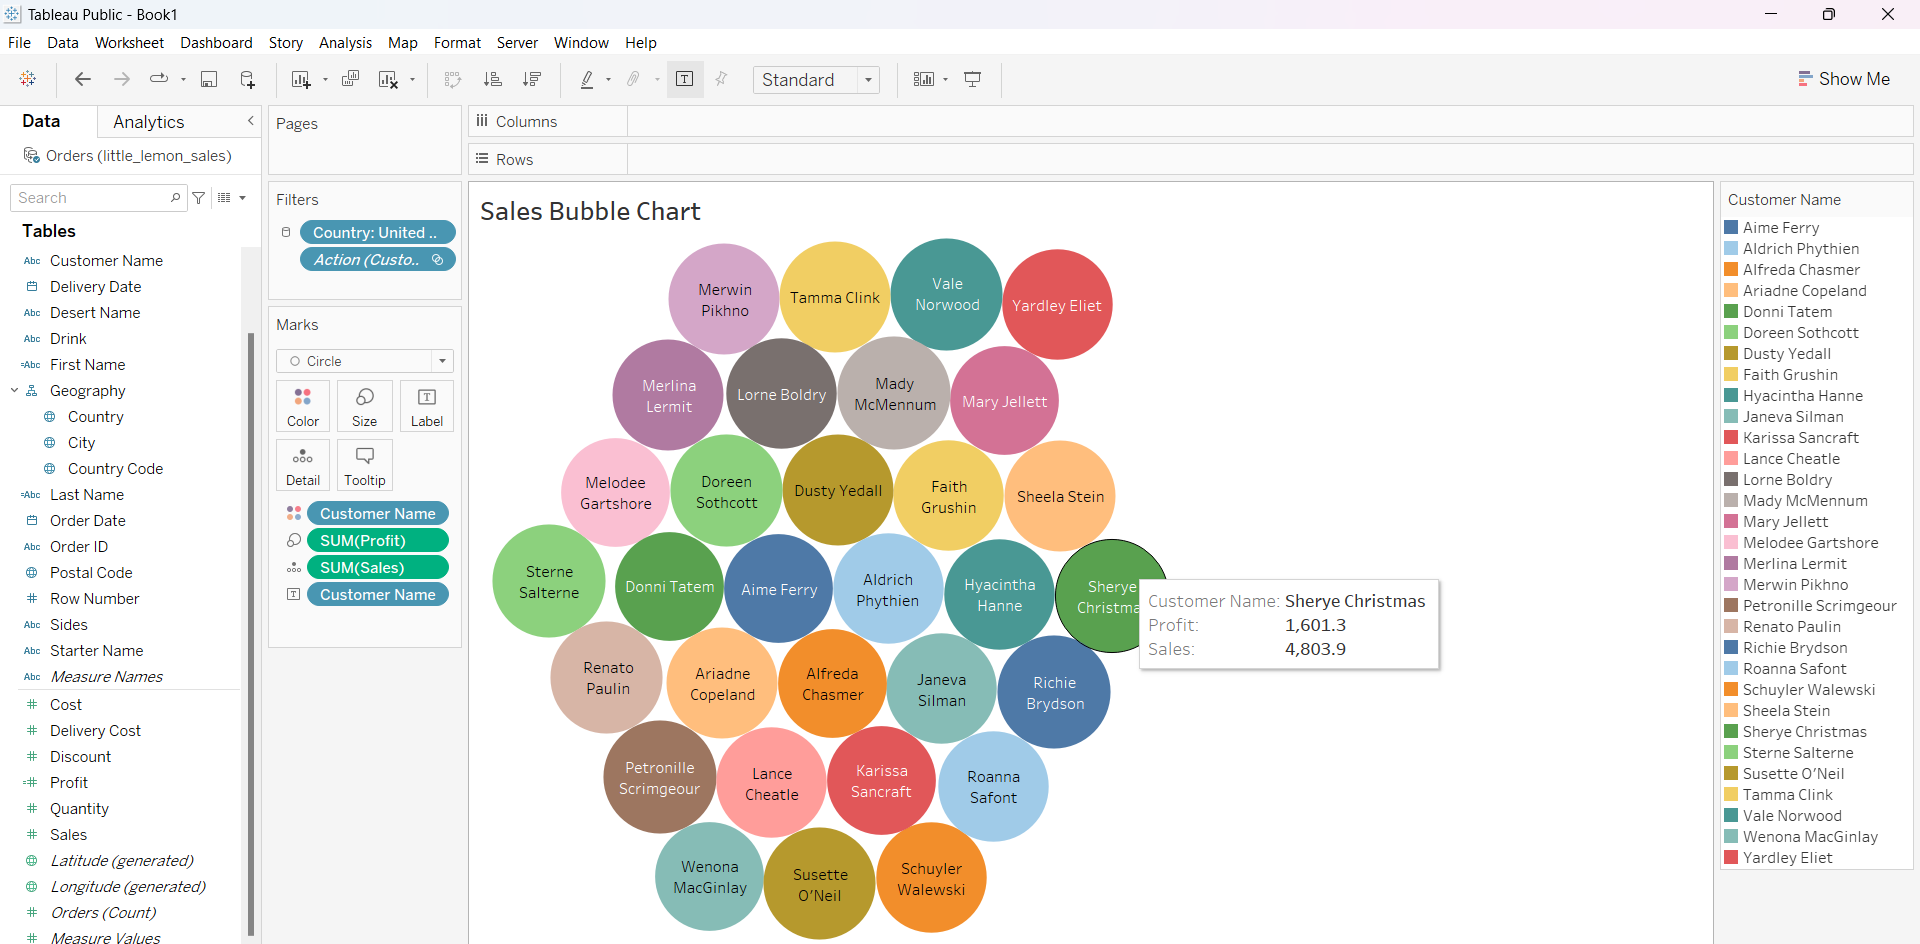 Tableau Public - Book1
File Data Worksheet Dashboard Story Analysis Map Format Server Window Help
Standard
Show Me
Data
Analytics
Orders (little_lemon_sales)
Search
Tables
Abc Customer Name
Delivery Date
Abc Desert Name
Abc Drink
=Abc First Name
Geography
Country
City
Country Code
=Abc Last Name
Order Date
Abc Order ID
Postal Code
# Row Number
Abc Sides
Abc Starter Name
Abc Measure Names
# Cost
# Delivery Cost
# Discount
=# Profit
# Quantity
# Sales
Latitude (generated)
Longitude (generated)
# Orders (Count)
# Measure Values
Pages
Filters
Country: United ..
Action (Custo..
Marks
Circle
Color
Size
T
Label
Detail
Tooltip
Customer Name
SUM(Profit)
SUM(Sales)
T Customer Name
Columns
Rows
Sales Bubble Chart
Merwin
Pikhno
Tamma Clink
Vale
Norwood
Yardley Eliet
Merlina
Lermit
Lorne Boldry
Mady
McMennum
Mary Jellett
Melodee
Gartshore
Doreen
Sothcott
Dusty Yedall
Faith
Grushin
Sheela Stein
Sterne
Salterne
Donni Tatem
Aime Ferry
Aldrich
Phythien
Hyacintha
Hanne
Sherye
Christma
Customer Name: Sherye Christmas
Profit: 1,601.3
Sales: 4,803.9
Renato
Paulin
Ariadne
Copeland
Alfreda
Chasmer
Janeva
Silman
Richie
Brydson
Petronille
Scrimgeour
Lance
Cheatle
Karissa
Sancraft
Roanna
Safont
Wenona
MacGinlay
Susette
O'Neil
Schuyler
Walewski
Customer Name
Aime Ferry
Aldrich Phythien
Alfreda Chasmer
Ariadne Copeland
Donni Tatem
Doreen Sothcott
Dusty Yedall
Faith Grushin
Hyacintha Hanne
Janeva Silman
Karissa Sancraft
Lance Cheatle
Lorne Boldry
Mady McMennum
Mary Jellett
Melodee Gartshore
Merlina Lermit
Merwin Pikhno
Petronille Scrimgeour
Renato Paulin
Richie Brydson
Roanna Safont
Schuyler Walewski
Sheela Stein
Sherye Christmas
Sterne Salterne
Susette O'Neil
Tamma Clink
Vale Norwood
Wenona MacGinlay
Yardley Eliet